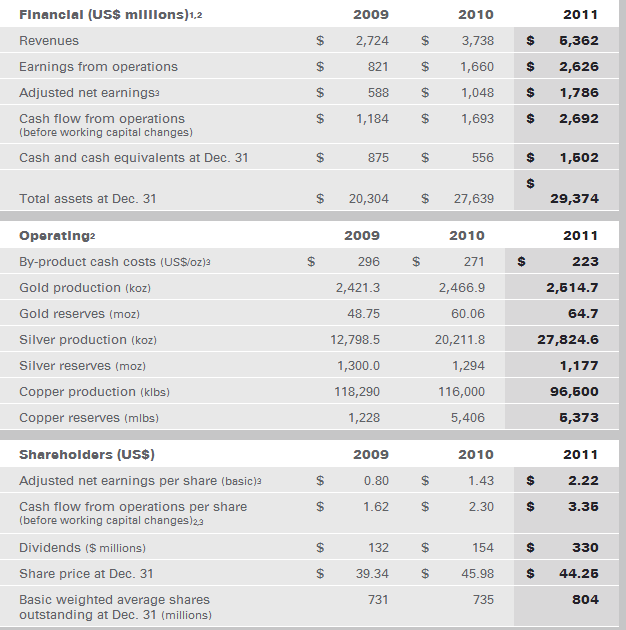 Financial (US$ millions)1,2 2009 2010 2011
Revenues $ 2,724 $ 3,738 $ 5,362
Earnings from operations $ 821 $ 1,660 $ 2,626
Adjusted net earnings3 $ 588 $ 1,048 $ 1,786
Cash flow from operations $ 1,184 $ 1,693 $ 2,692
(before working capital changes)
Cash and cash equivalents at Dec. 31 $ 875 $ 556 $ 1,502
$
Total assets at Dec. 31 $ 20,304 $ 27,639 29,374
Operating2 2009 2010 2011
By-product cash costs (US$/oz)3 $ 296 $ 271 $ 223
Gold production (koz) 2,421.3 2,466.9 2,514.7
Gold reserves (moz) 48.75 60.06 64.7
Silver production (koz) 12,798.5 20,211.8 27,824.6
Silver reserves (moz) 1,300.0 1,294 1,177
Copper production (klbs) 118,290 116,000 96,500
Copper reserves (mlbs) 1,228 5,406 5,373
Shareholders (US$) 2009 2010 2011
Adjusted net earnings per share (basic)3 $ 0.80 $ 1.43 $ 2.22
Cash flow from operations per share $ 1.62 $ 2.30 $ 3.35
(before working capital changes)2,3
Dividends ($ millions) $ 132 $ 154 $ 330
Share price at Dec. 31 $ 39.34 $ 45.98 $ 44.25
Basic weighted average shares 731 735 804
outstanding at Dec. 31 (millions)